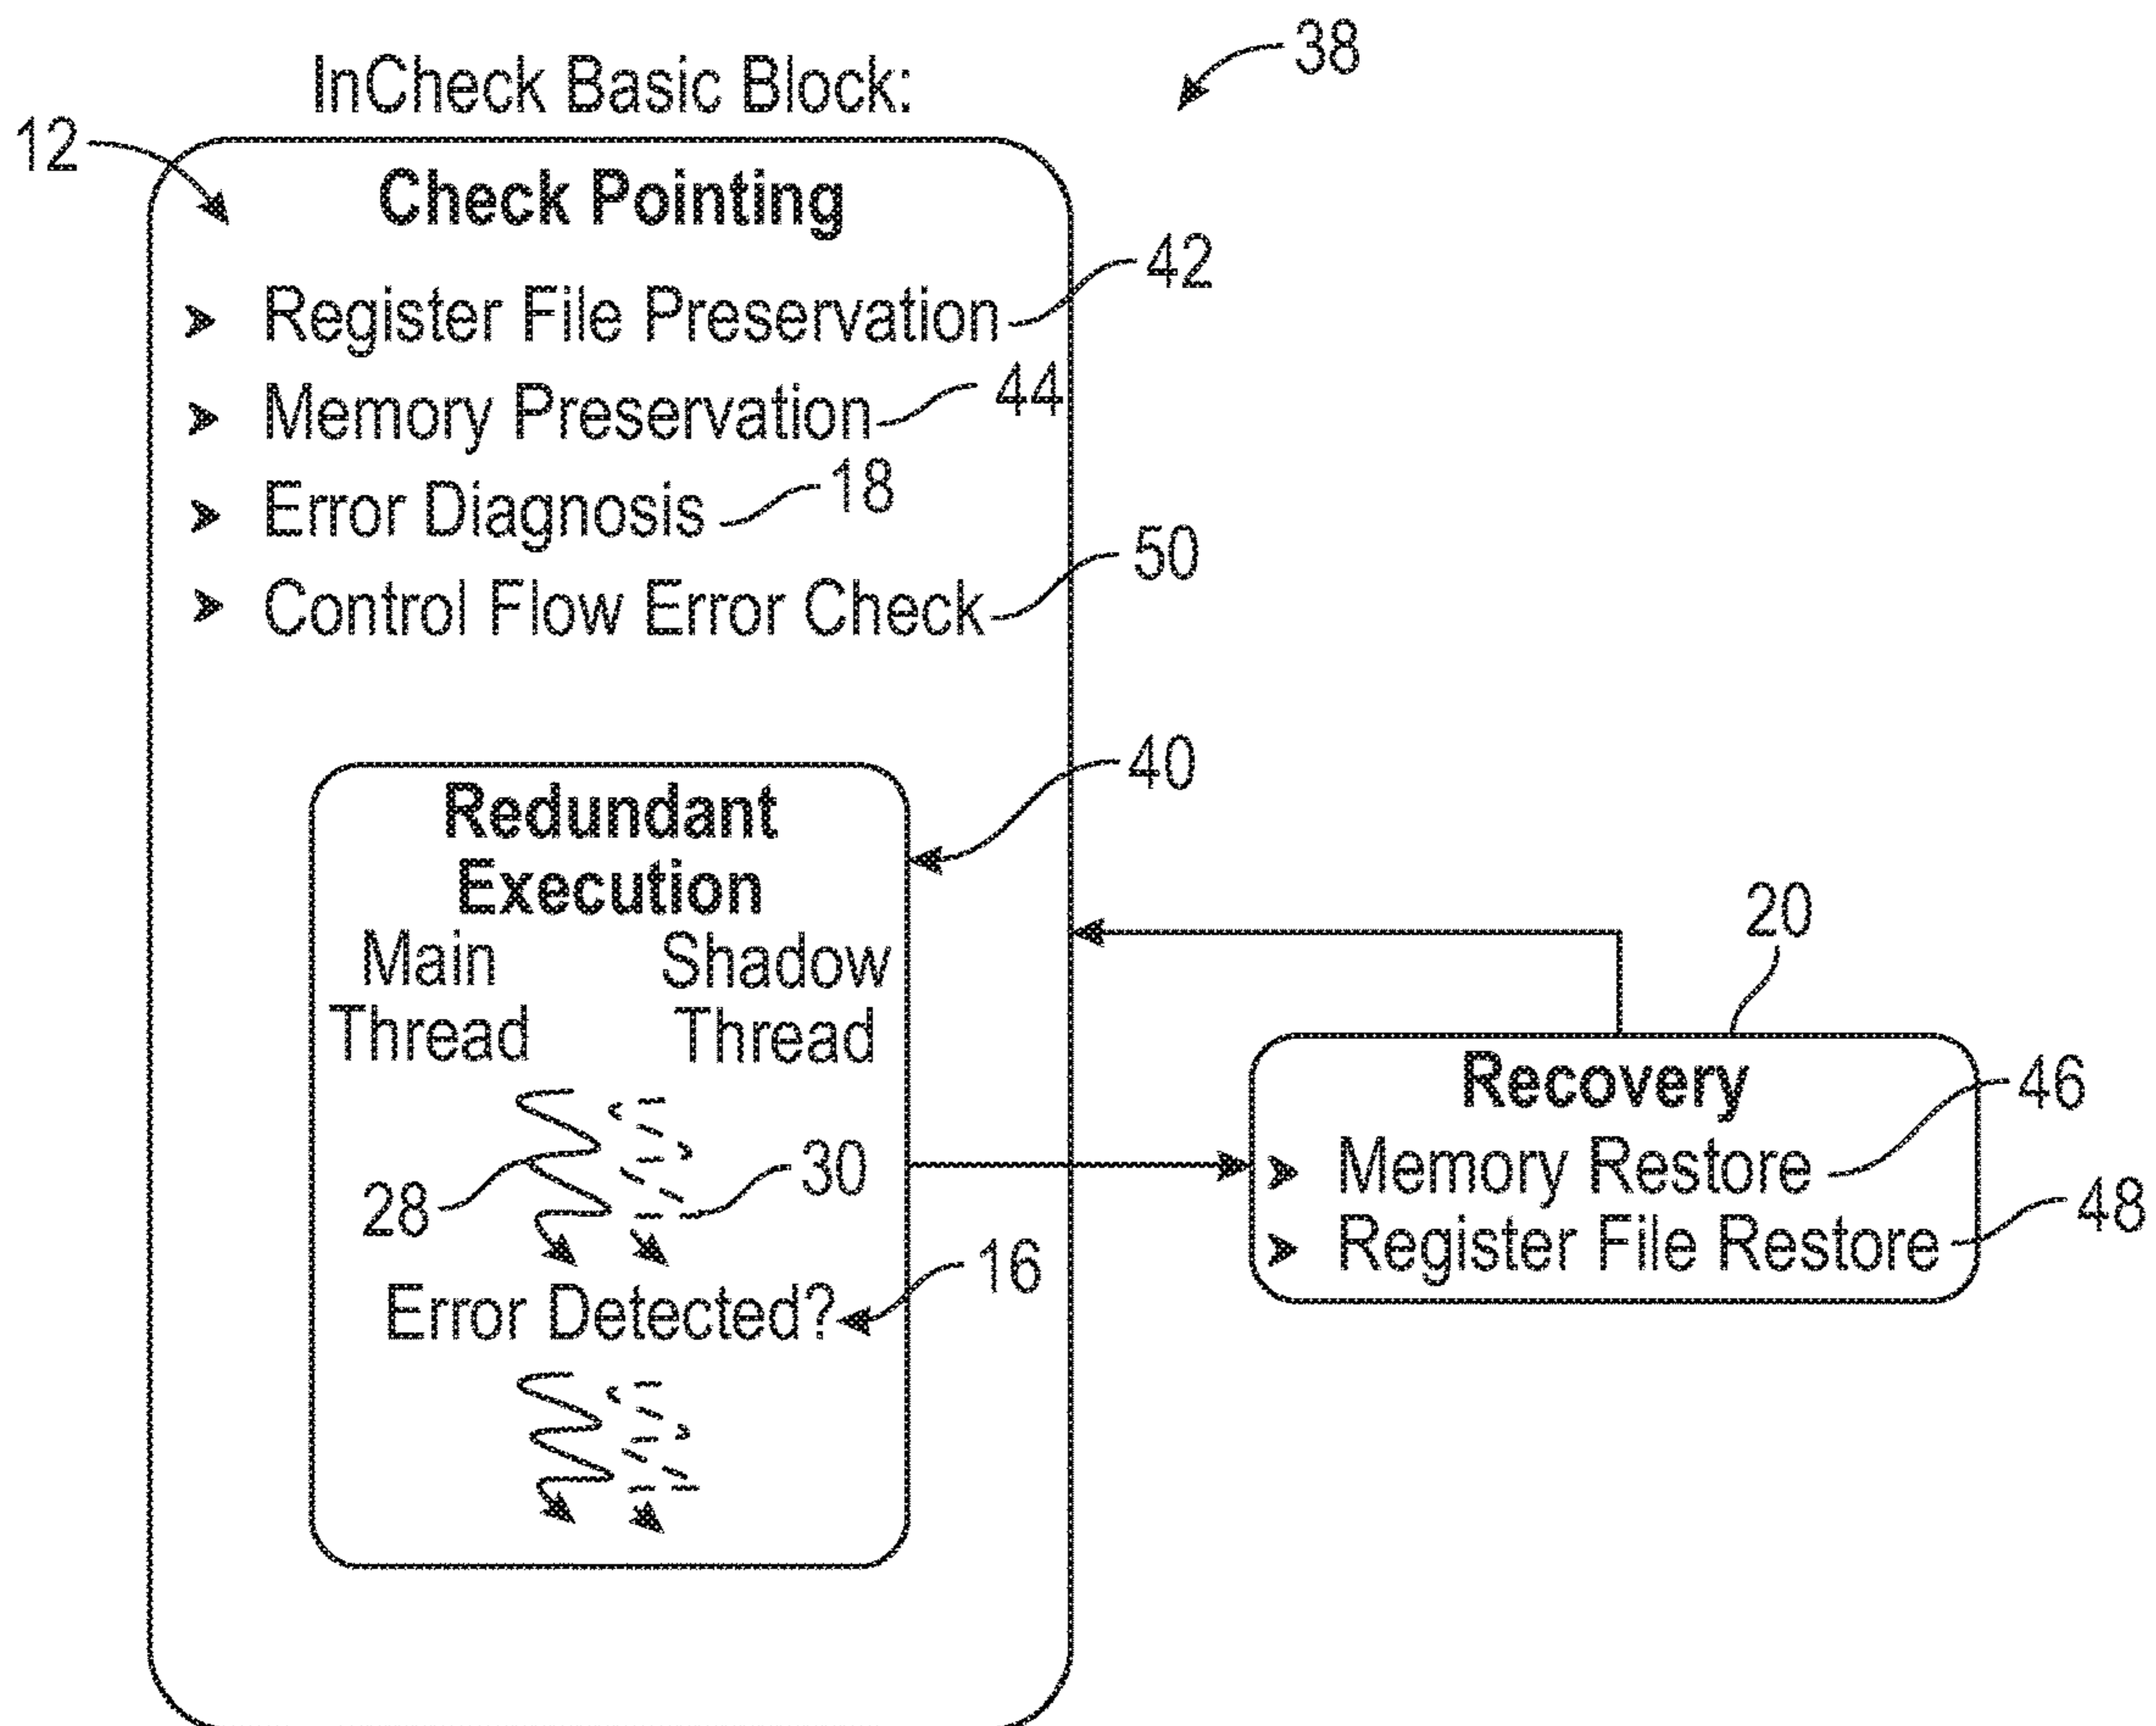 38
InCheck Basic Block:
12
Check Pointing
➤ Register File Preservation 42
➤ Memory Preservation 44
➤ Error Diagnosis 18
➤ Control Flow Error Check 50
40
Redundant
Execution
Main Shadow
Thread Thread
28 30
Error Detected? 16
20
Recovery
➤ Memory Restore 46
➤ Register File Restore 48